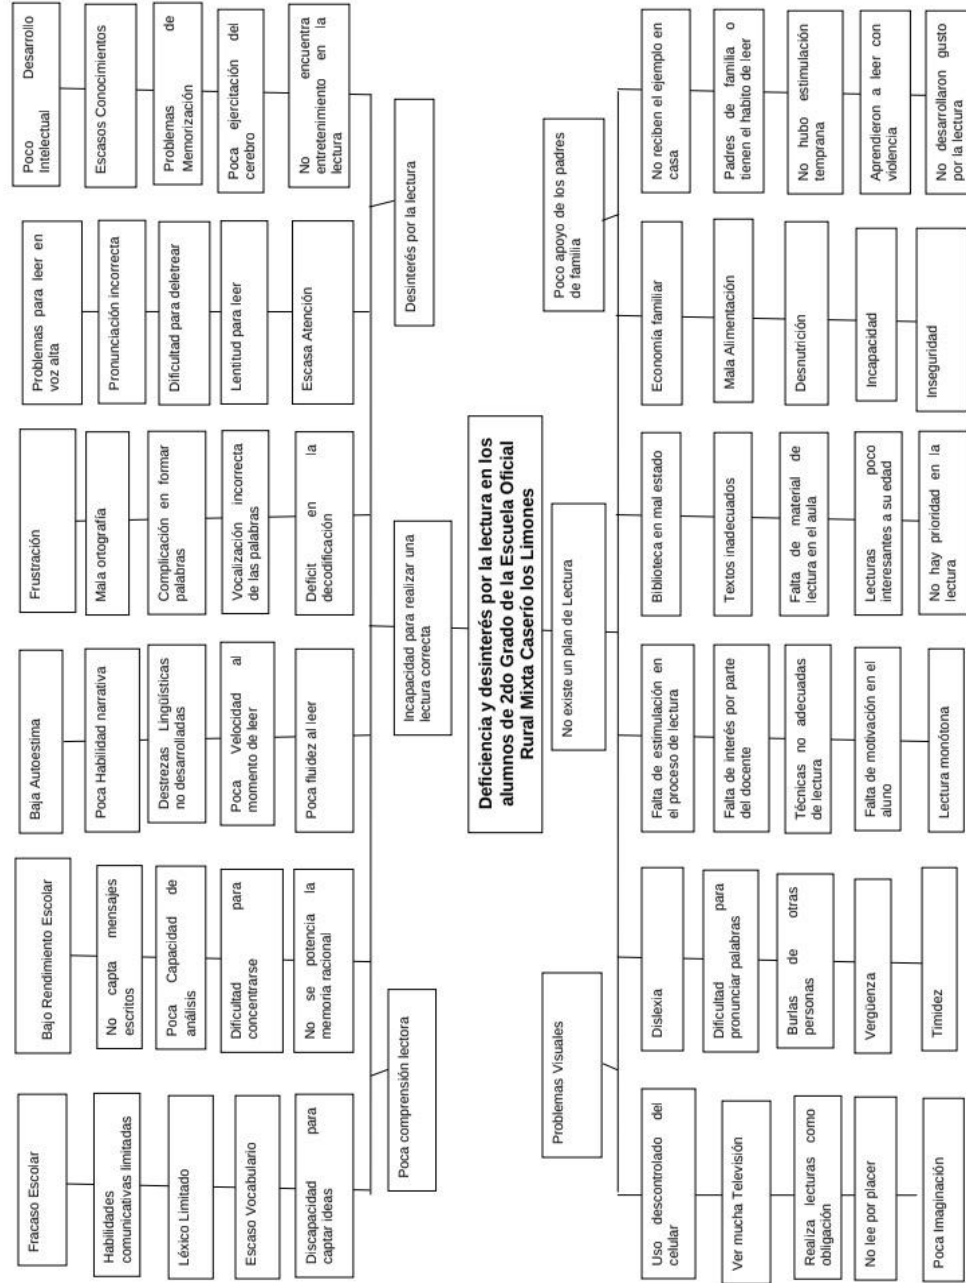 Fracaso Escolar
Habilidades
comunicativas limitadas
Léxico Limitado
Escaso Vocabulario
Discapacidad para
captar ideas
Bajo Rendimiento Escolar
No capta mensajes
escritos
Poca Capacidad de
análisis
Dificultad para
concentrarse
No se potencia la
memoria racional
Baja Autoestima
Poca Habilidad narrativa
Destrezas Lingüísticas
no desarrolladas
Poca Velocidad al
momento de leer
Poca fluidez al leer
Frustración
Mala ortografía
Complicación en formar
palabras
Vocalización incorrecta
de las palabras
Deficit en la
decodificación
Problemas para leer en
voz alta
Pronunciación incorrecta
Dificultad para deletrear
Lentitud para leer
Escasa Atención
Poco Desarrollo
Intelectual
Escasos Conocimientos
Problemas de
Memorización
Poca ejercitación del
cerebro
No encuentra
entretenimiento en la
lectura
Poca comprensión lectora
Incapacidad para realizar una
lectura correcta
Desinterés por la lectura
Deficiencia y desinterés por la lectura en los
alumnos de 2do Grado de la Escuela Oficial
Rural Mixta Caserío los Limones
Problemas Visuales
No existe un plan de Lectura
Poco apoyo de los padres
de familia
Uso descontrolado del
celular
Ver mucha Televisión
Realiza lecturas como
obligación
No lee por placer
Poca Imaginación
Dislexia
Dificultad para
pronunciar palabras
Burlas de otras
personas
Vergüenza
Timidez
Falta de estimulación en
el proceso de lectura
Falta de interés por parte
del docente
Técnicas no adecuadas
de lectura
Falta de motivación en el
aluno
Lectura monótona
Biblioteca en mal estado
Textos inadecuados
Falta de material de
lectura en el aula
Lecturas poco
interesantes a su edad
No hay prioridad en la
lectura
Economía familiar
Mala Alimentación
Desnutrición
Incapacidad
Inseguridad
No reciben el ejemplo en
casa
Padres de familia o
tienen el habito de leer
No hubo estimulación
temprana
Aprendieron a leer con
violencia
No desarrollaron gusto
por la lectura